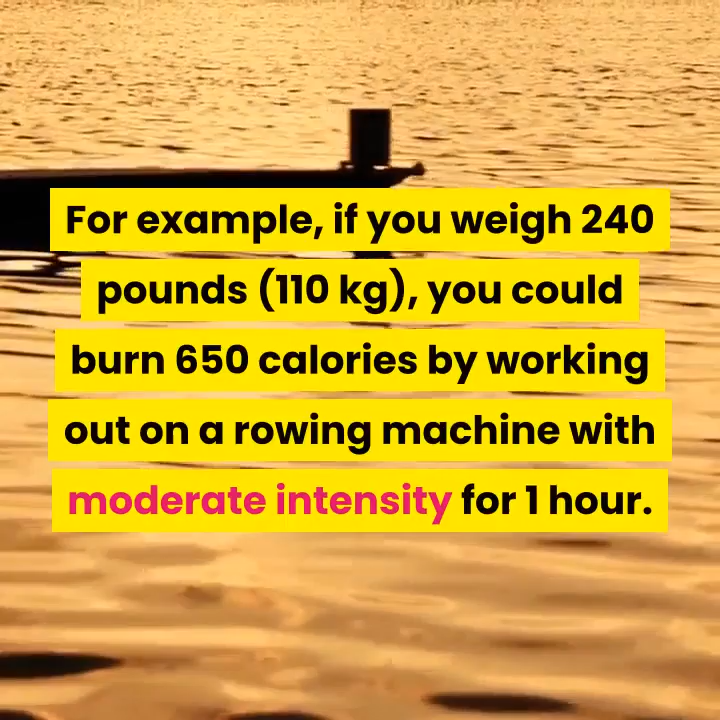 For example, if you weigh 240
pounds (110 kg), you could
burn 650 calories by working
out on a rowing machine with
moderate intensity for 1 hour.